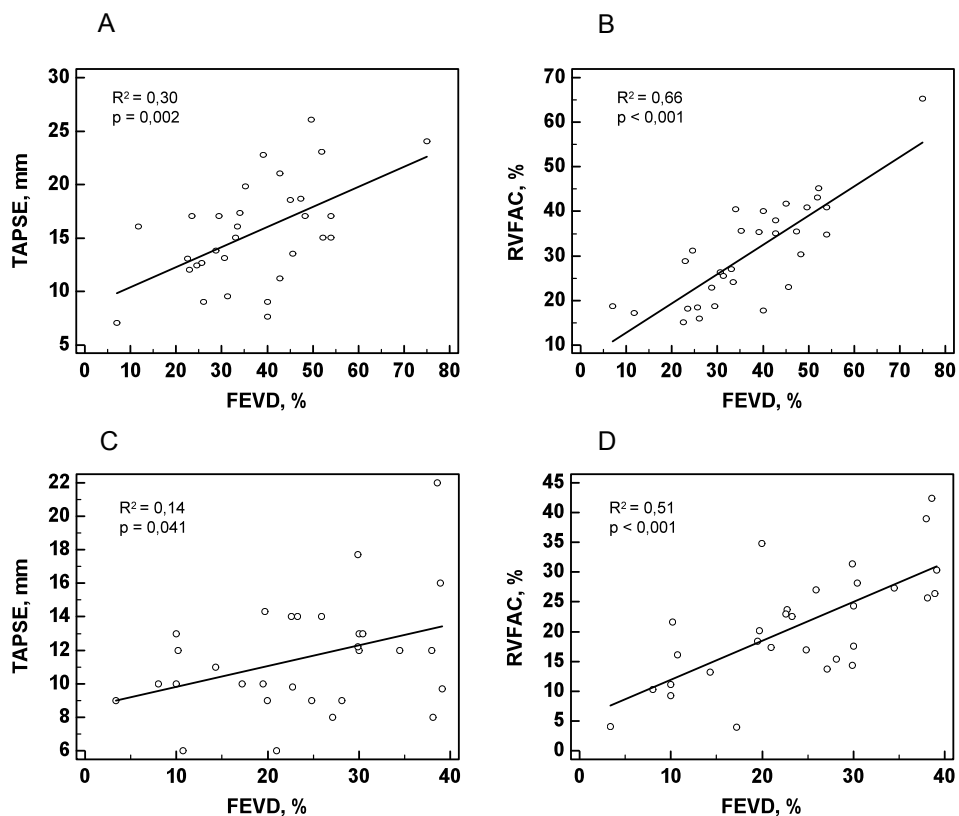 A
30
25
20
15
10
5
TAPSE, mm
R² = 0,30
p = 0,002
0 10 20 30 40 50 60 70 80
FEVD, %
B
70
60
50
40
30
20
10
RVFAC, %
R² = 0,66
p < 0,001
0 10 20 30 40 50 60 70 80
FEVD, %
C
22
20
18
16
14
12
10
8
6
TAPSE, mm
R² = 0,14
p = 0,041
0 10 20 30 40
FEVD, %
D
45
40
35
30
25
20
15
10
5
0
RVFAC, %
R² = 0,51
p < 0,001
0 10 20 30 40
FEVD, %